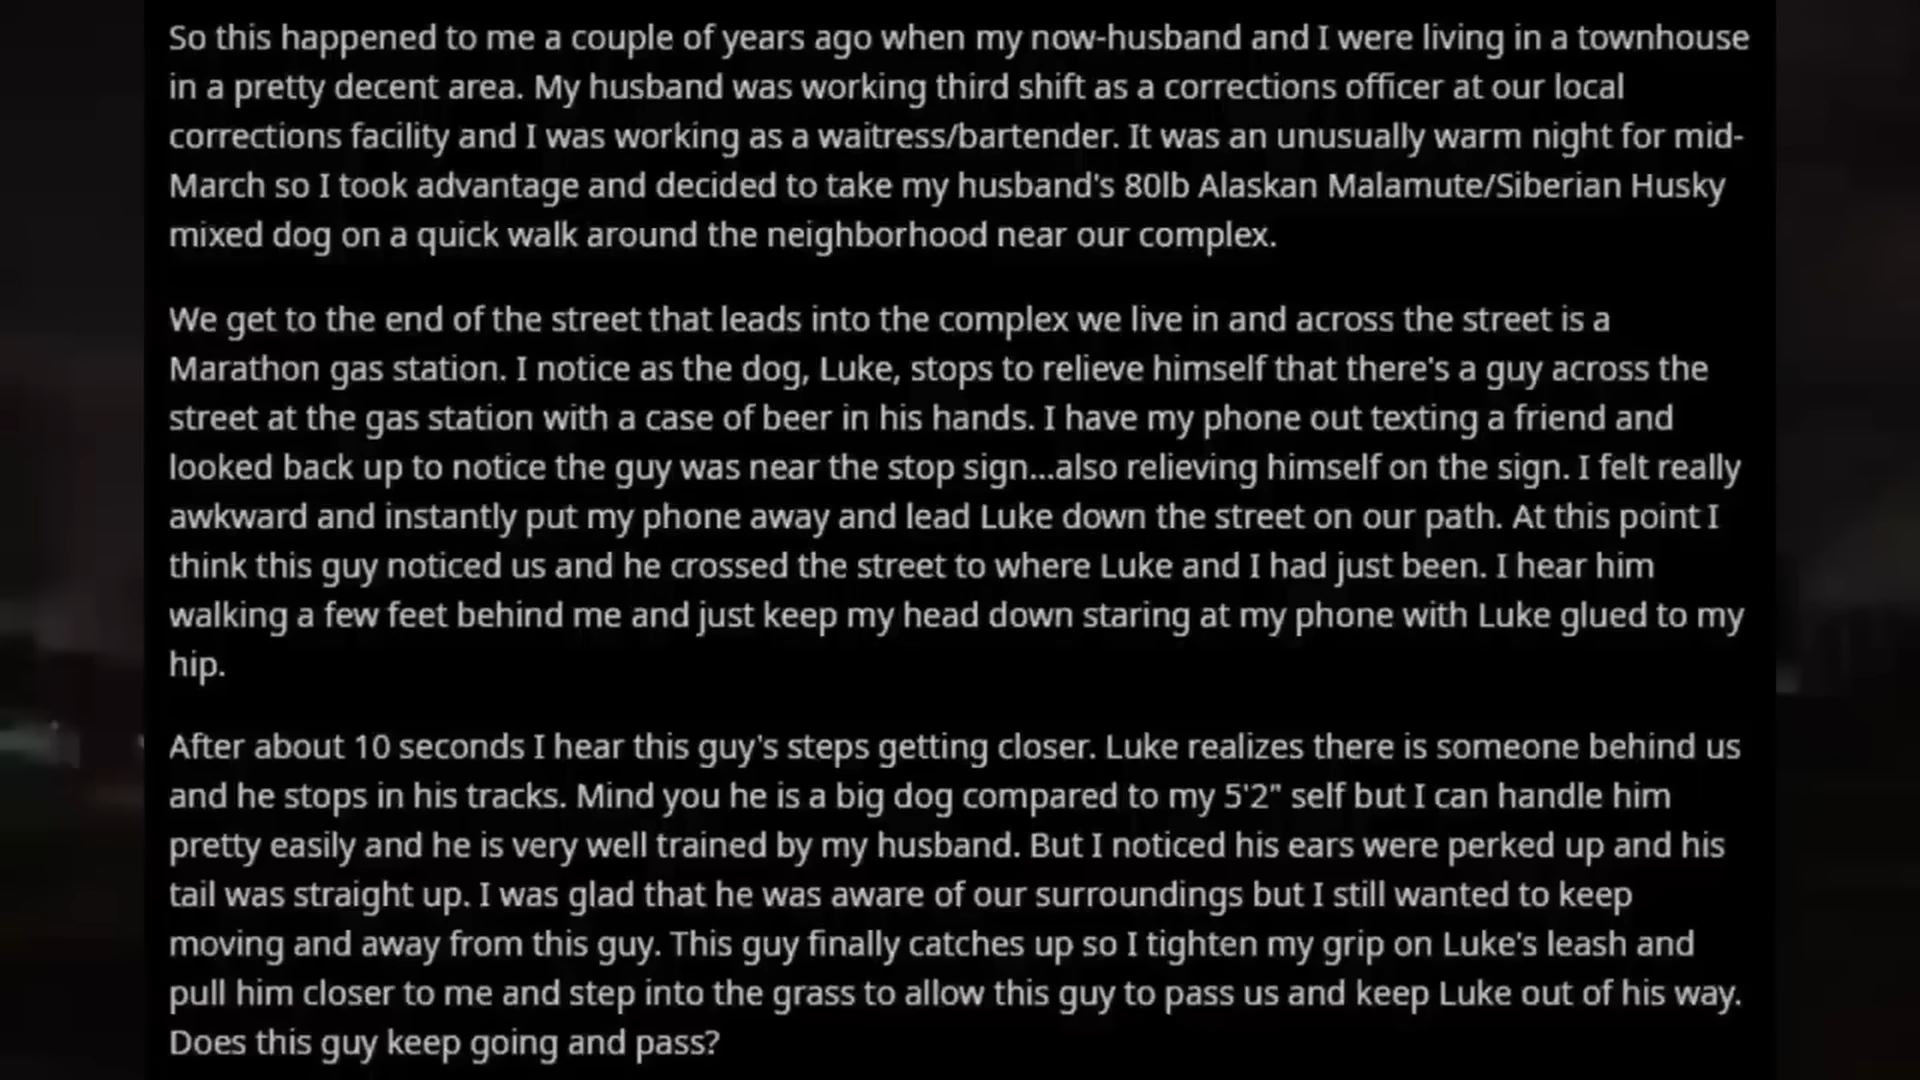 So this happened to me a couple of years ago when my now-husband and I were living in a townhouse
in a pretty decent area. My husband was working third shift as a corrections officer at our local
corrections facility and I was working as a waitress/bartender. It was an unusually warm night for mid-
March so I took advantage and decided to take my husband's 80lb Alaskan Malamute/Siberian Husky
mixed dog on a quick walk around the neighborhood near our complex.
We get to the end of the street that leads into the complex we live in and across the street is a
Marathon gas station. I notice as the dog, Luke, stops to relieve himself that there's a guy across the
street at the gas station with a case of beer in his hands. I have my phone out texting a friend and
looked back up to notice the guy was near the stop sign...also relieving himself on the sign. I felt really
awkward and instantly put my phone away and lead Luke down the street on our path. At this point I
think this guy noticed us and he crossed the street to where Luke and I had just been. I hear him
walking a few feet behind me and just keep my head down staring at my phone with Luke glued to my
hip.
After about 10 seconds I hear this guy's steps getting closer. Luke realizes there is someone behind us
and he stops in his tracks. Mind you he is a big dog compared to my 5'2" self but I can handle him
pretty easily and he is very well trained by my husband. But I noticed his ears were perked up and his
tail was straight up. I was glad that he was aware of our surroundings but I still wanted to keep
moving and away from this guy. This guy finally catches up so I tighten my grip on Luke's leash and
pull him closer to me and step into the grass to allow this guy to pass us and keep Luke out of his way.
Does this guy keep going and pass?